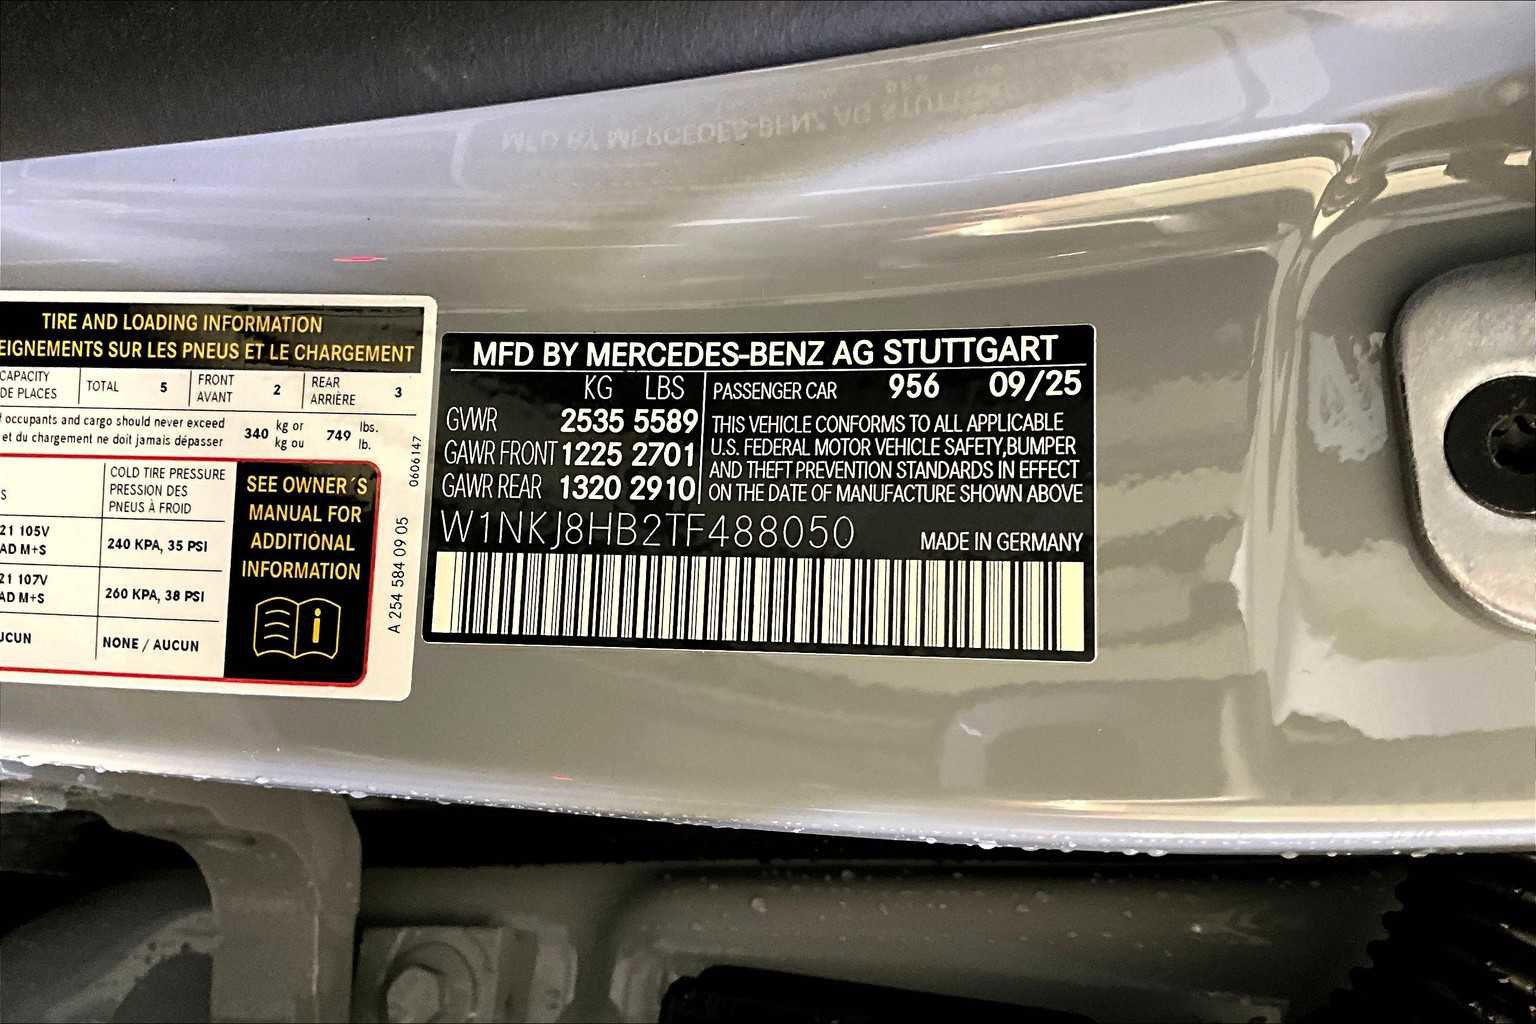 TIRE AND LOADING INFORMATION
EIGNEMENTS SUR LES PNEUS ET LE CHARGEMENT
CAPACITY
DE PLACES
TOTAL 5
FRONT
AVANT
2
REAR
ARRIÈRE
3
f occupants and cargo should never exceed
et du chargement ne doit jamais dépasser
340 kg or
kg ou
749 lbs.
lb.
S
COLD TIRE PRESSURE
PRESSION DES
PNEUS À FROID
21 105V
AD M+S
240 KPA, 35 PSI
21 107V
AD M+S
260 KPA, 38 PSI
UCUN
NONE / AUCUN
SEE OWNER´S
MANUAL FOR
ADDITIONAL
INFORMATION
0606147
A 254 584 09 05
MFD BY MERCEDES-BENZ AG STUTTGART
KG LBS
GVWR 2535 5589
GAWR FRONT 1225 2701
GAWR REAR 1320 2910
PASSENGER CAR 956 09/25
THIS VEHICLE CONFORMS TO ALL APPLICABLE
U.S. FEDERAL MOTOR VEHICLE SAFETY,BUMPER
AND THEFT PREVENTION STANDARDS IN EFFECT
ON THE DATE OF MANUFACTURE SHOWN ABOVE
W1NKJ8HB2TF488050
MADE IN GERMANY